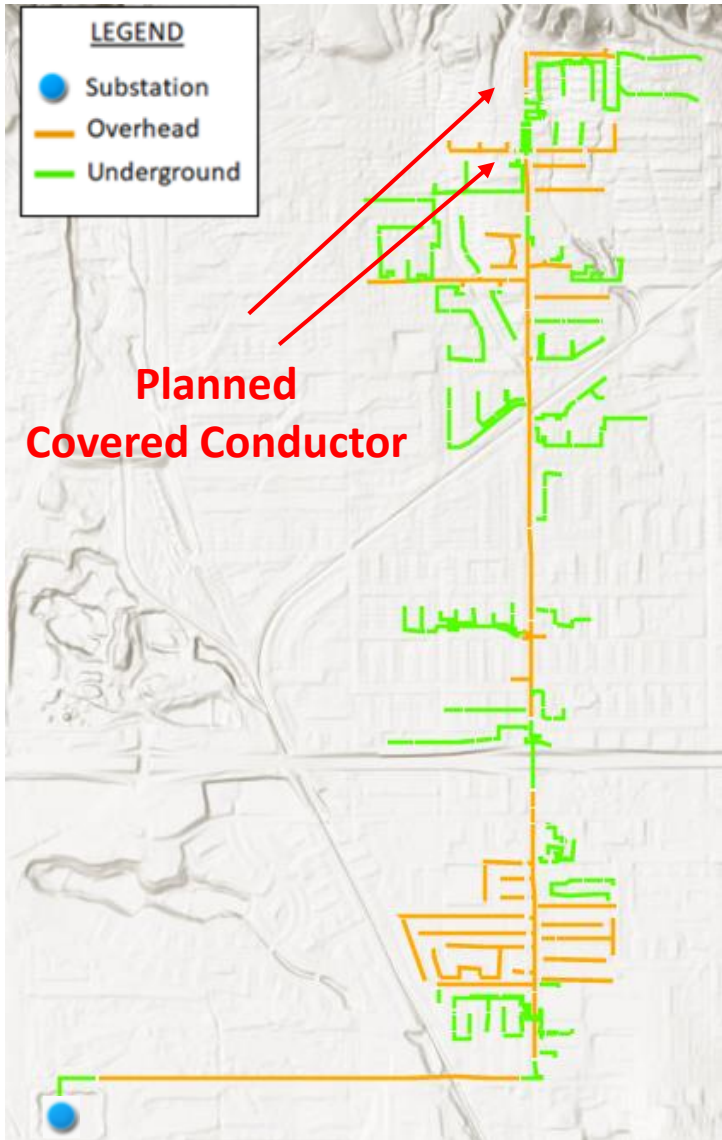 LEGEND
Substation
Overhead
Underground
Planned
Covered Conductor